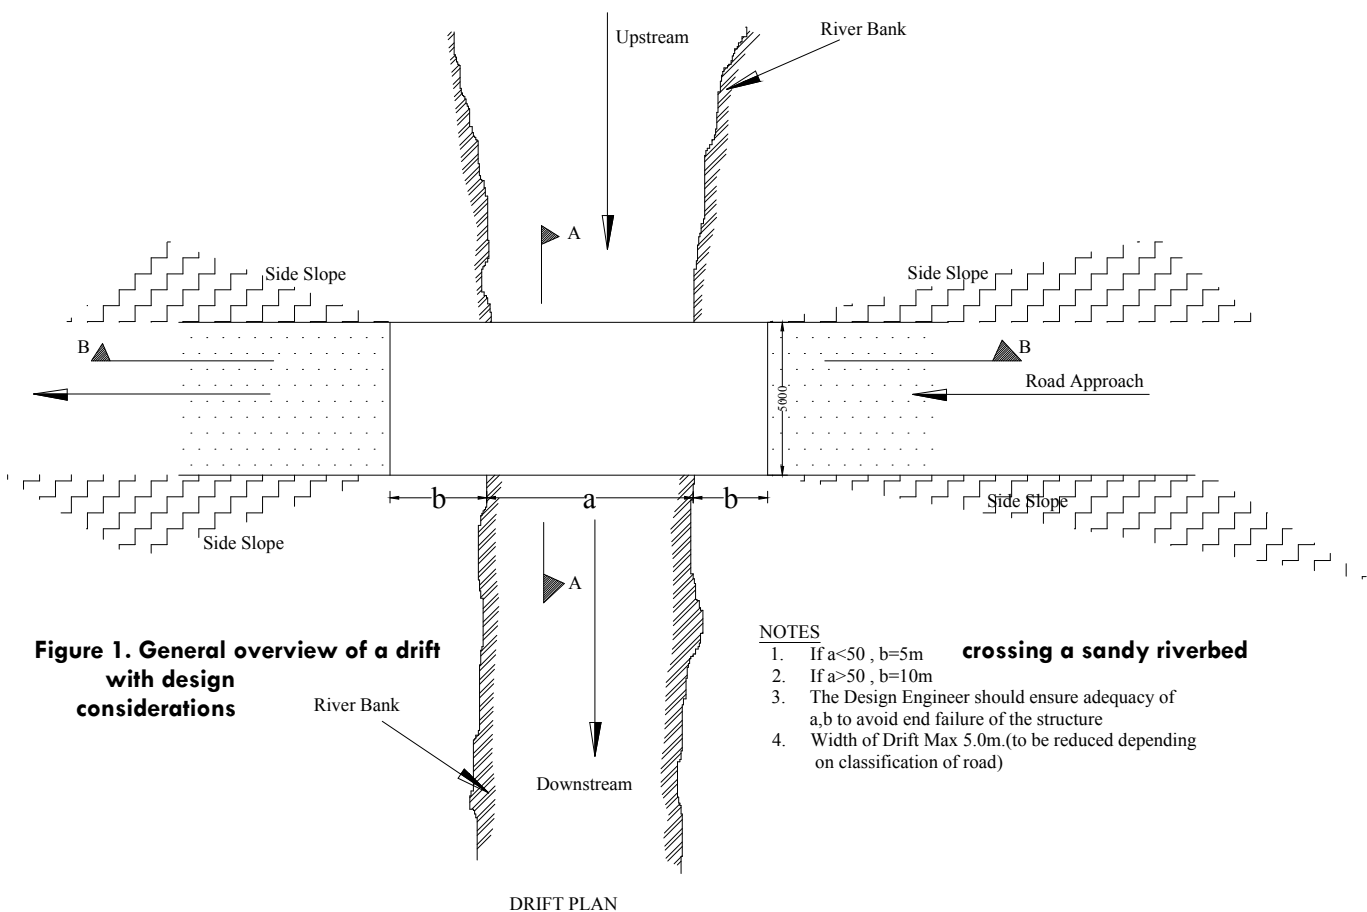 River Bank
Upstream
A
Side Slope
Side Slope
B
B
Road Approach
5000
b
a
b
Side Slope
Side Slope
A
Figure 1. General overview of a drift
with design
considerations
crossing a sandy riverbed
NOTES
1. If a<50 , b=5m
2. If a>50 , b=10m
3. The Design Engineer should ensure adequacy of
a,b to avoid end failure of the structure
4. Width of Drift Max 5.0m.(to be reduced depending
on classification of road)
River Bank
Downstream
DRIFT PLAN